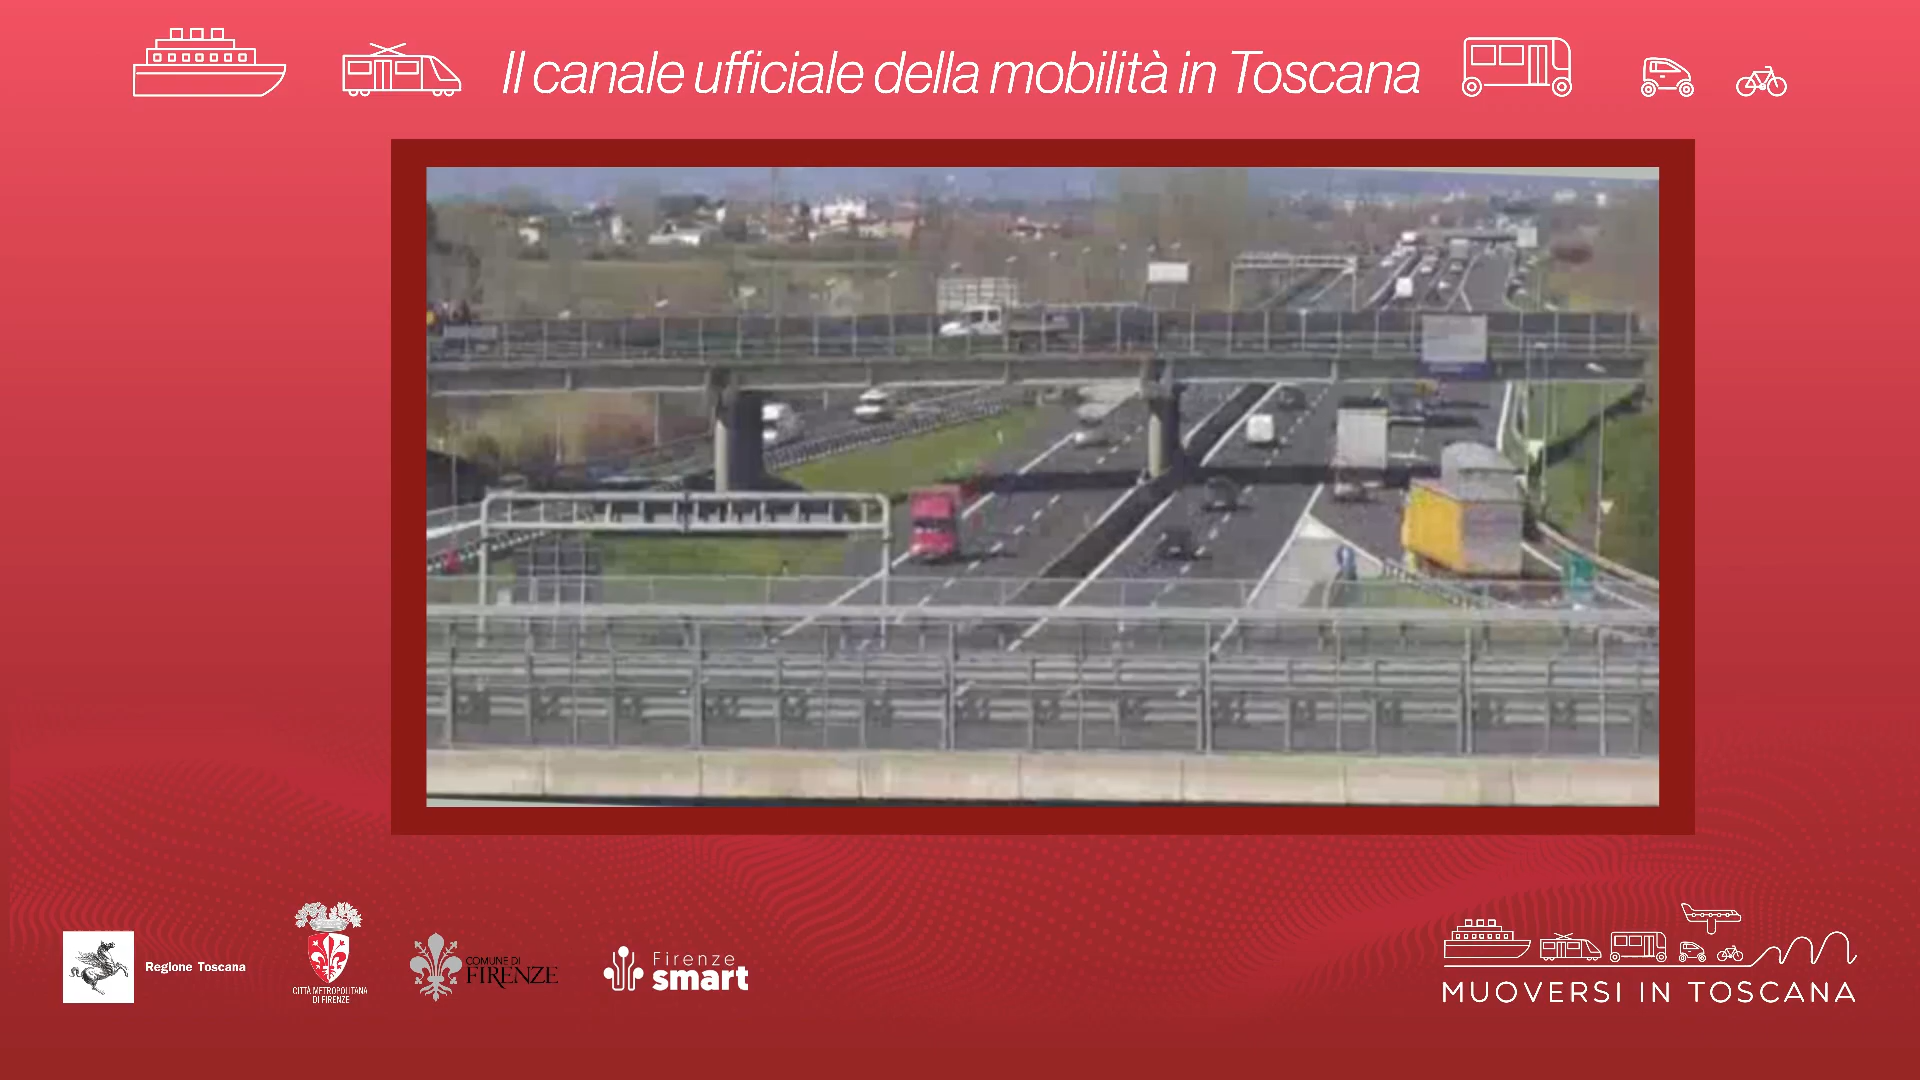 Il canale ufficiale della mobilità in Toscana
Regione Toscana
CITTÀ METROPOLITANA
DI FIRENZE
COMUNE DI
FIRENZE
Firenze
smart
MUOVERSI IN TOSCANA